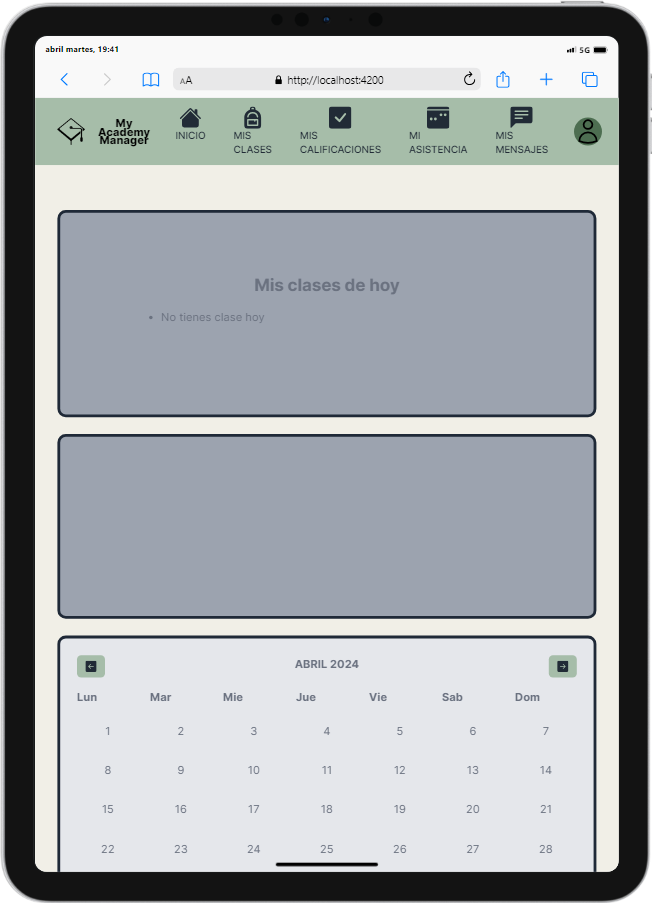 abril martes, 19:41
5G
AA
http://localhost:4200
My
Academy
Manager
INICIO
MIS
CLASES
MIS
CALIFICACIONES
MI
ASISTENCIA
MIS
MENSAJES
Mis clases de hoy
• No tienes clase hoy
ABRIL 2024
Lun Mar Mie Jue Vie Sab Dom
1 2 3 4 5 6 7
8 9 10 11 12 13 14
15 16 17 18 19 20 21
22 23 24 25 26 27 28